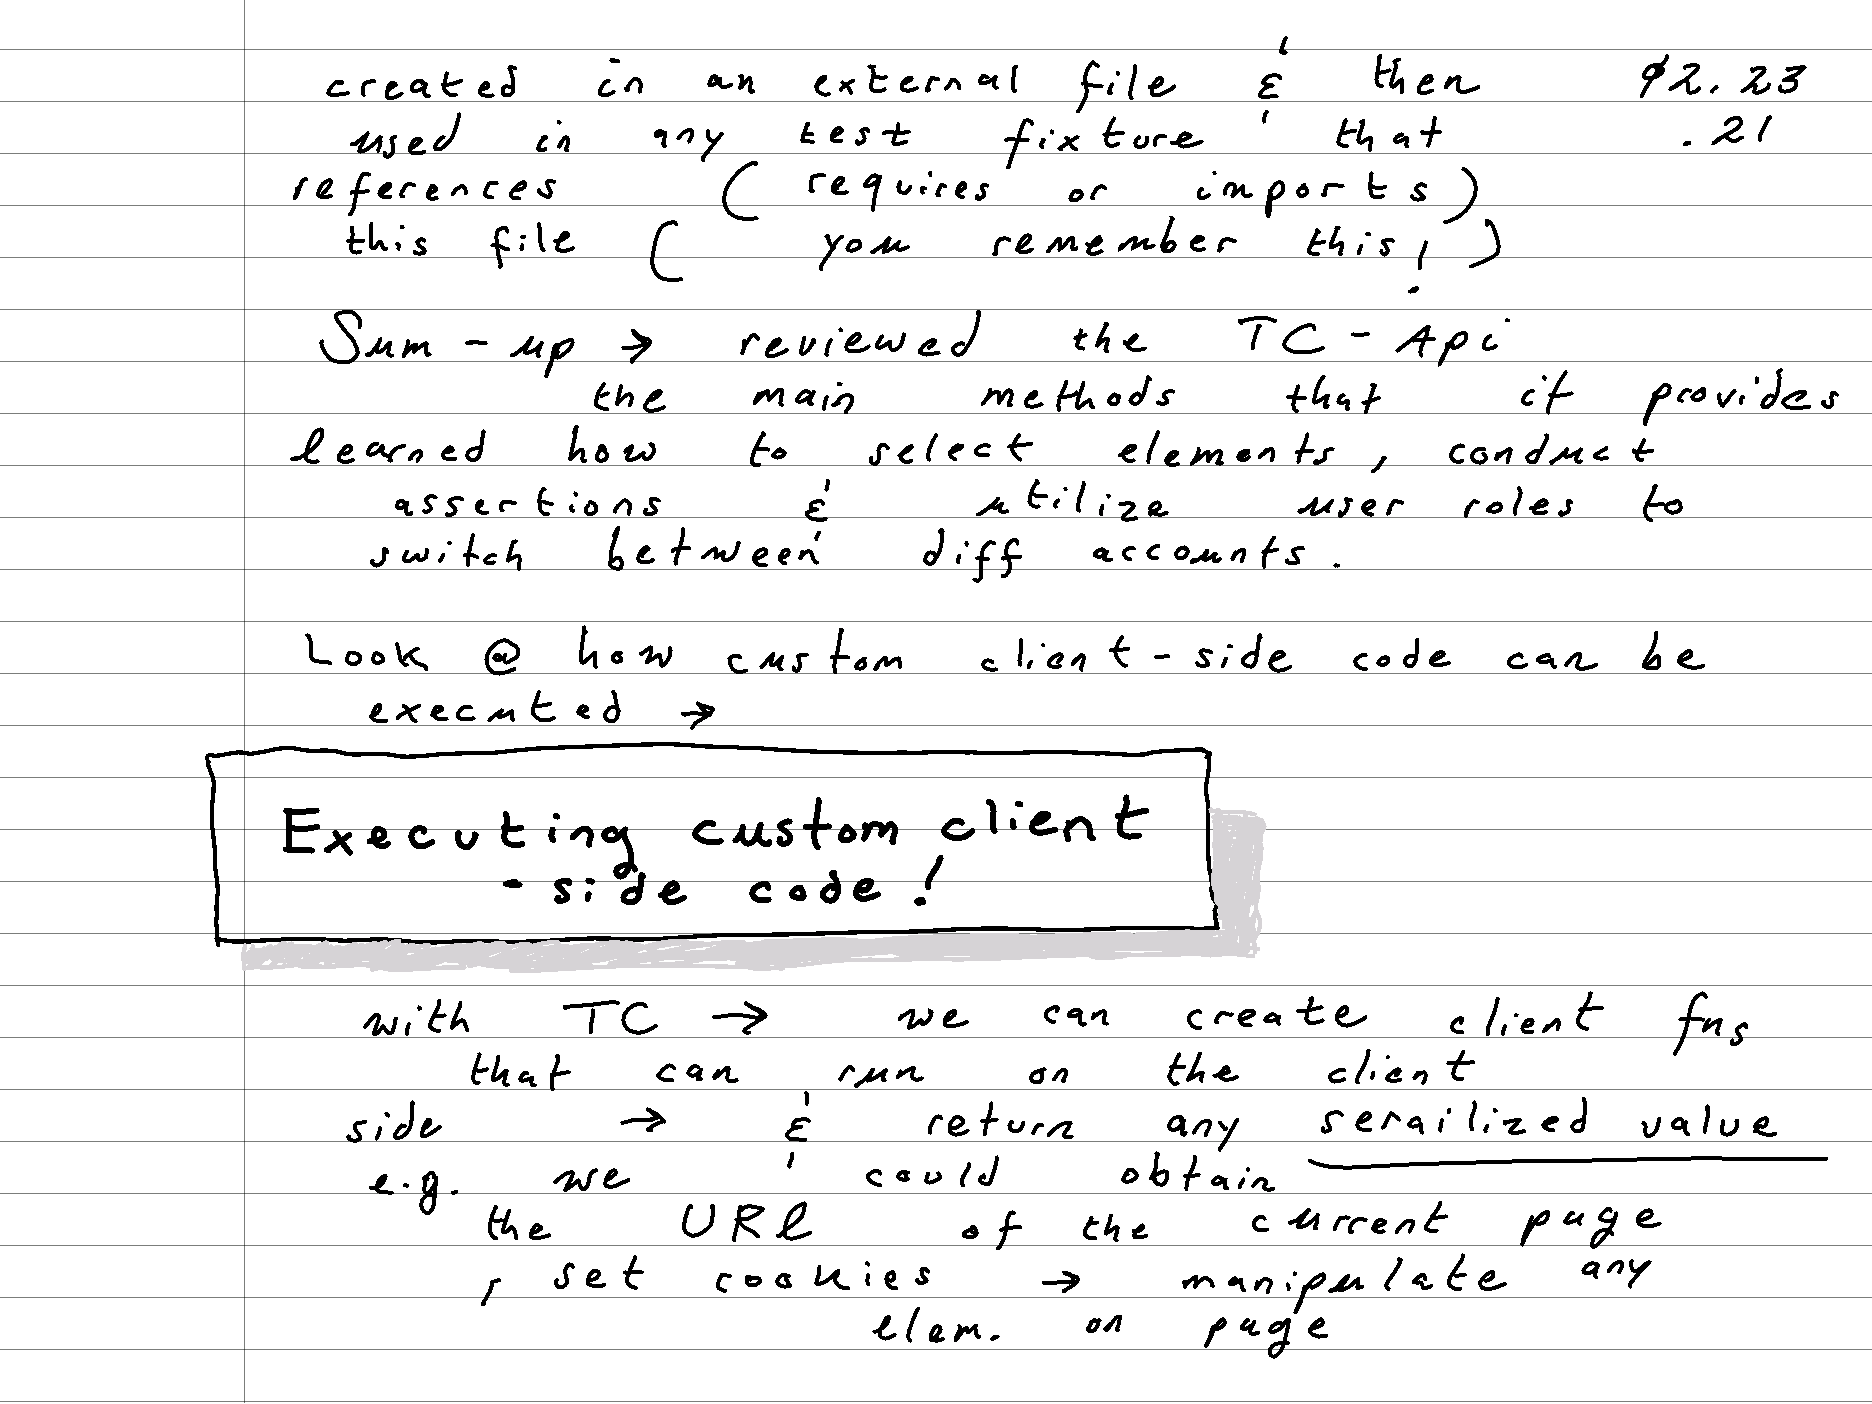 created in an external file & then $2.23
used in any test fixture that .21
references (requires or imports)
this file ( you remember this! )
Sum-up → reviewed the TC-Api
the main methods that it provides
learned how to select elements, conduct
assertions & utilize user roles to
switch between diff accounts.
Look @ how custom client-side code can be
executed →
Executing custom client
-side code!
with TC → we can create client fns
that can run on the client
side → & return any serailized value
e.g. we could obtain
the URL of the current page
, set cookies → manipulate any
elem. on page